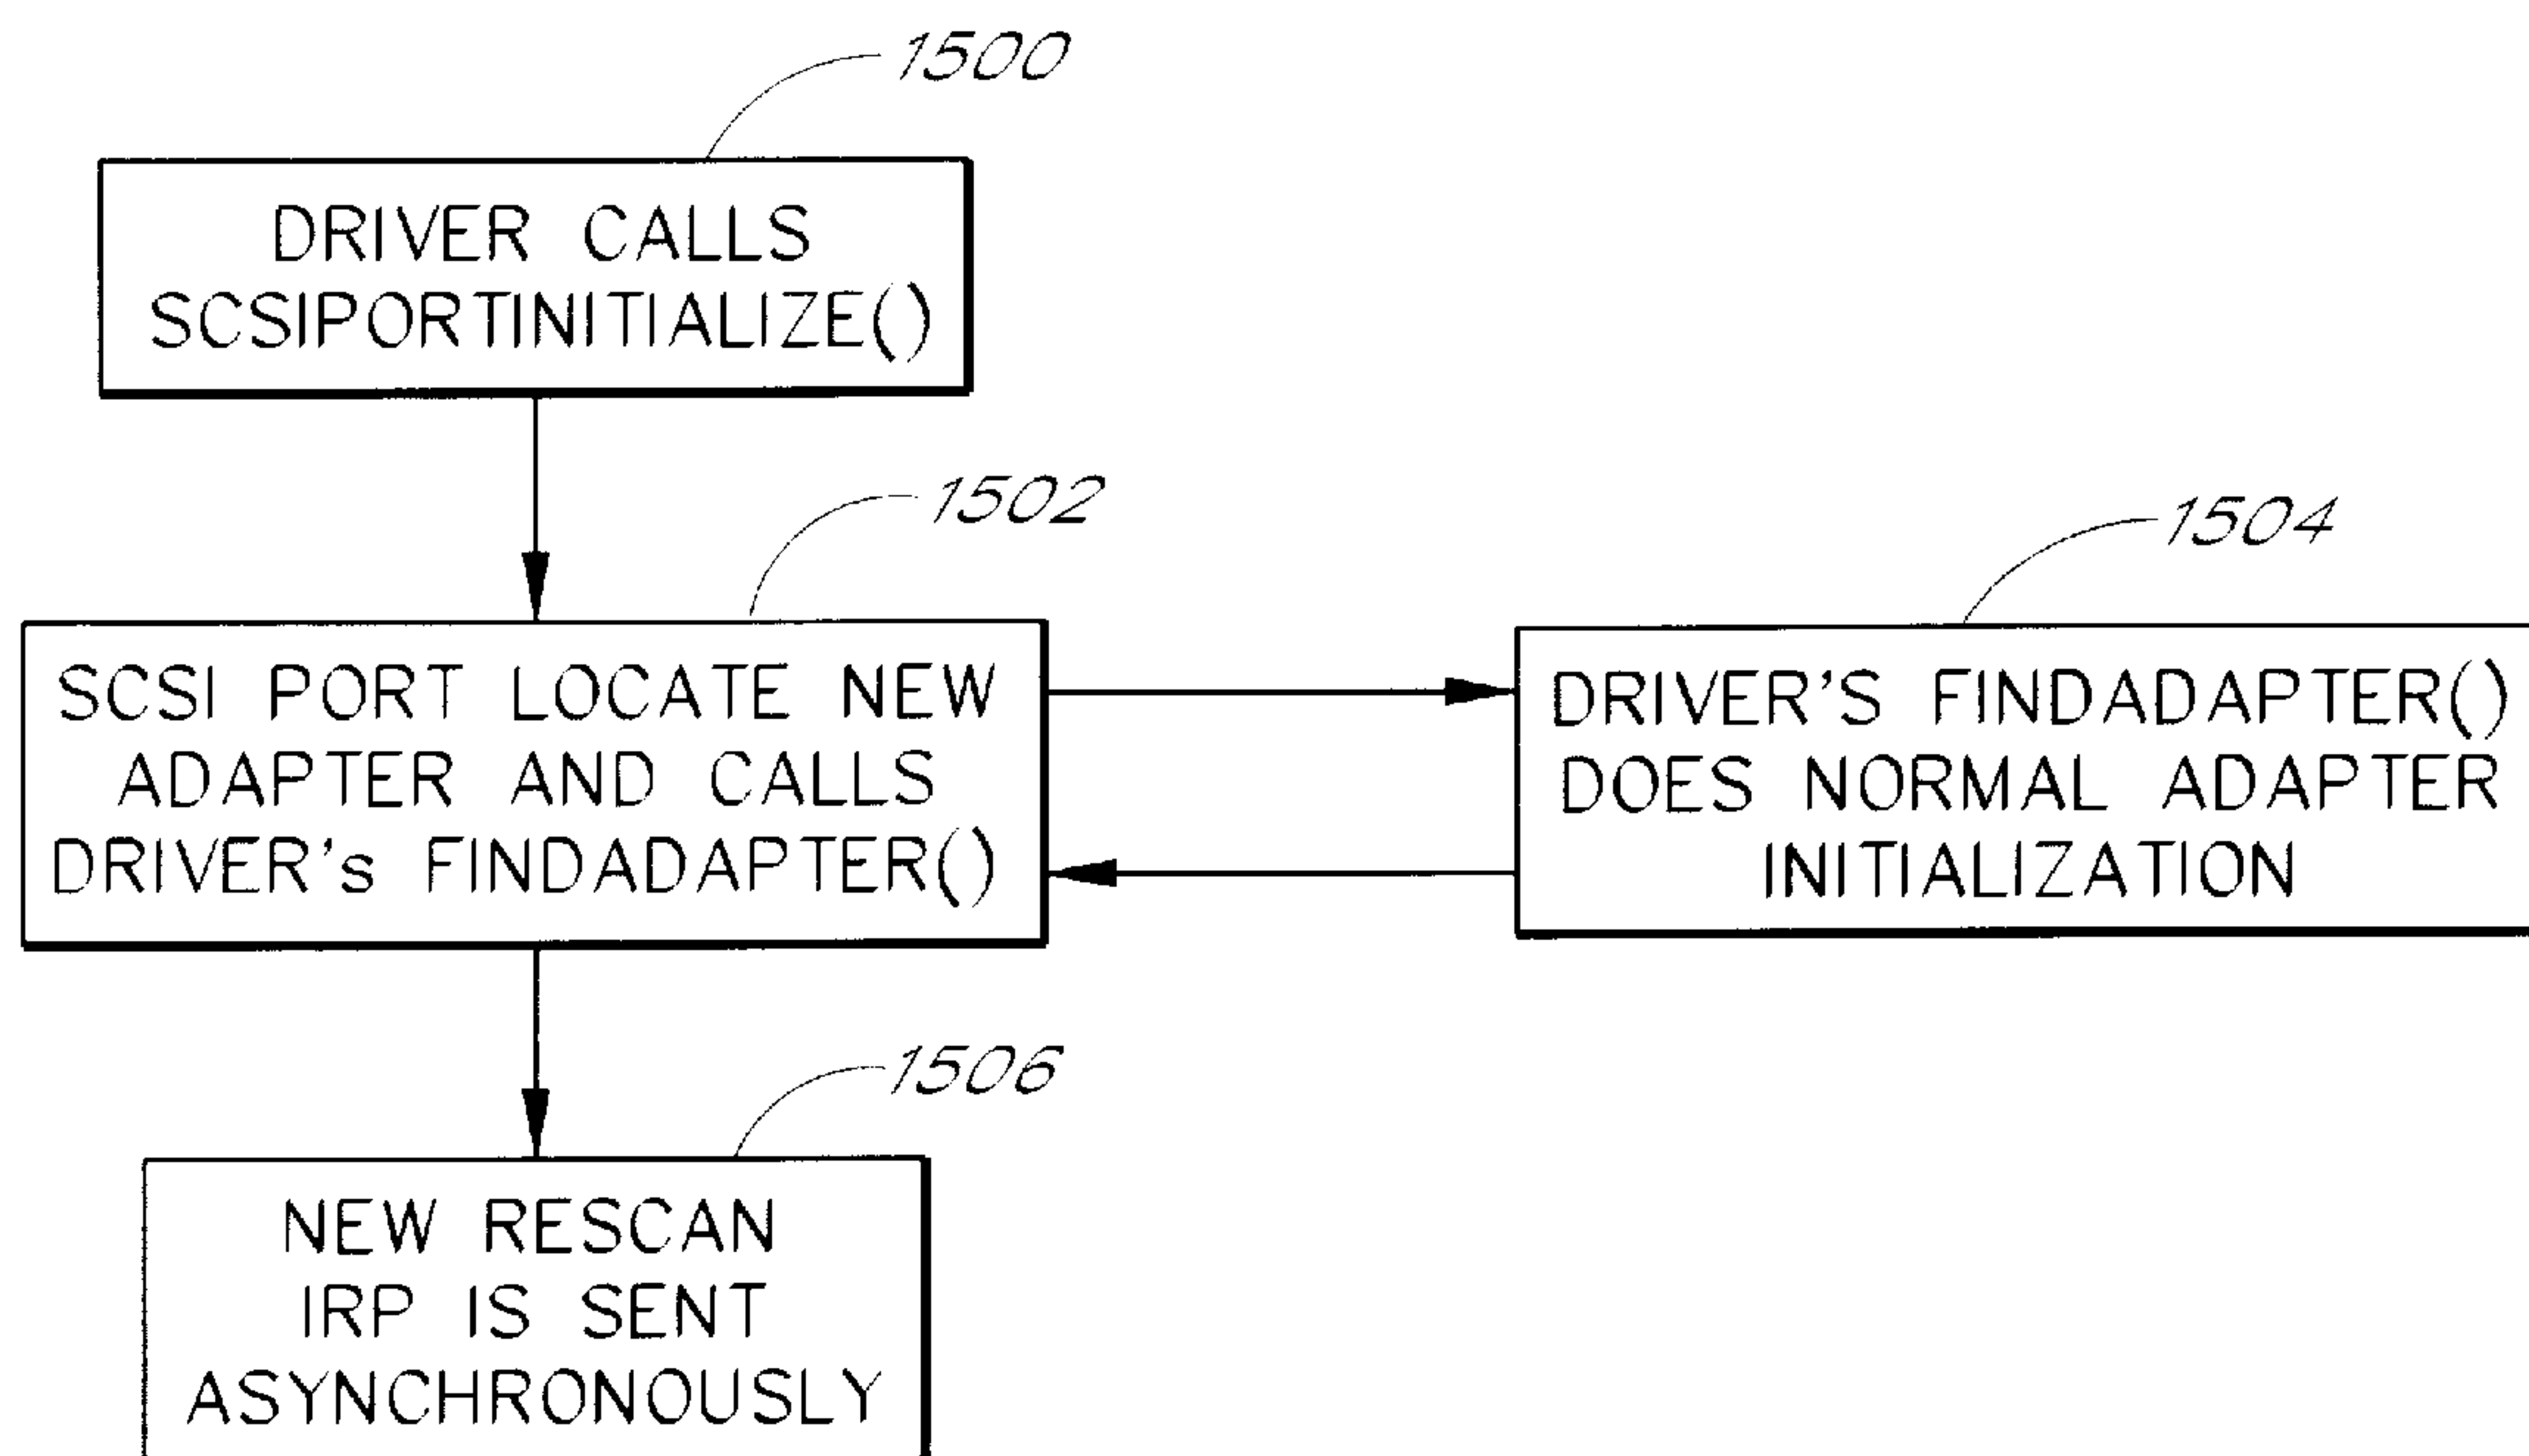 1500
DRIVER CALLS
SCSIPORTINITIALIZE()
1502
SCSI PORT LOCATE NEW
ADAPTER AND CALLS
DRIVER's FINDADAPTER()
1504
DRIVER'S FINDADAPTER()
DOES NORMAL ADAPTER
INITIALIZATION
1506
NEW RESCAN
IRP IS SENT
ASYNCHRONOUSLY